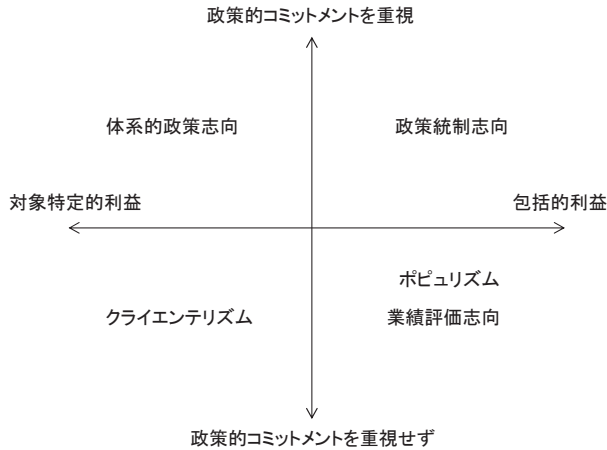 政策的コミットメントを重視
体系的政策志向
政策統制志向
対象特定的利益
包括的利益
ポピュリズム
クライエンテリズム
業績評価志向
政策的コミットメントを重視せず